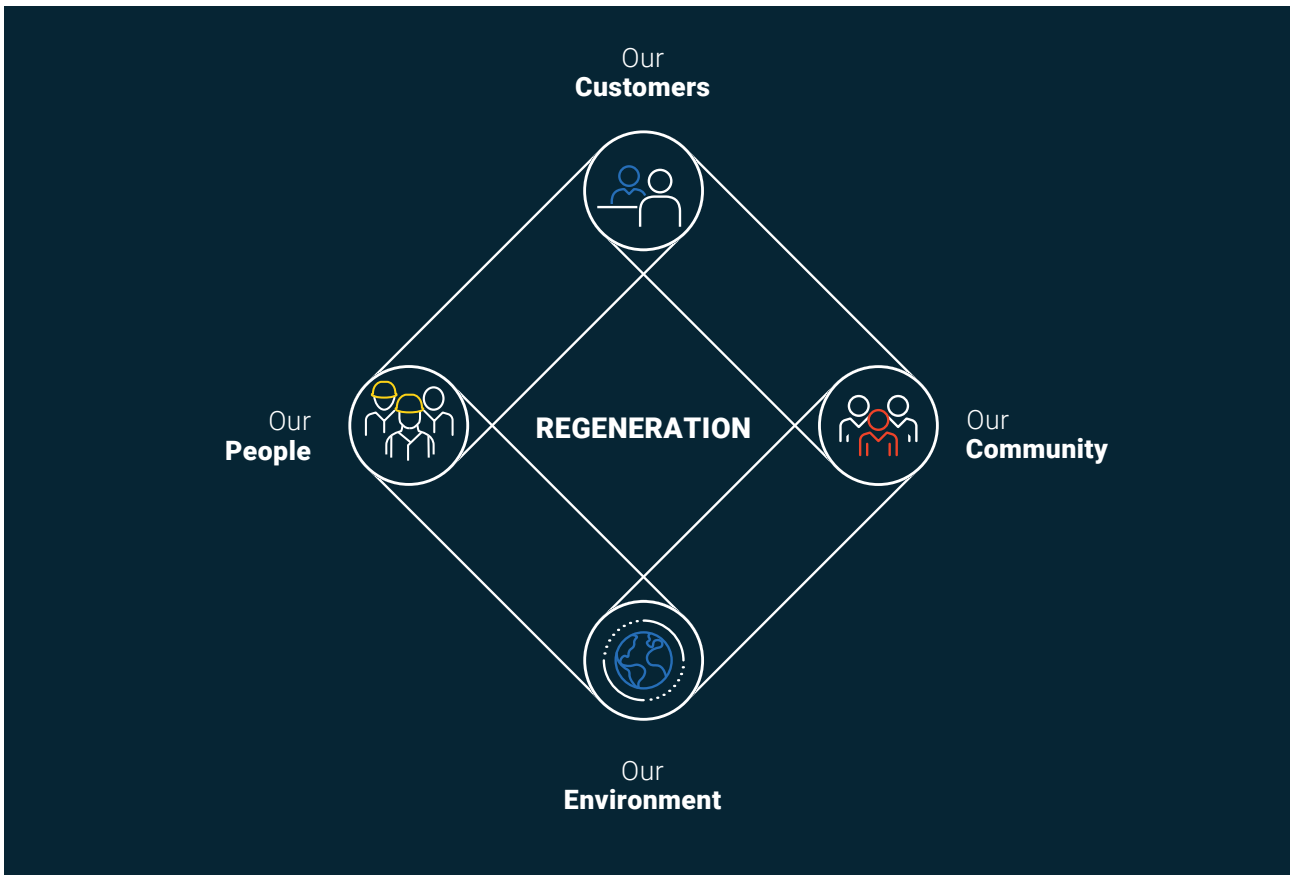 Our
Customers
Our
People
REGENERATION
Our
Community
Our
Environment